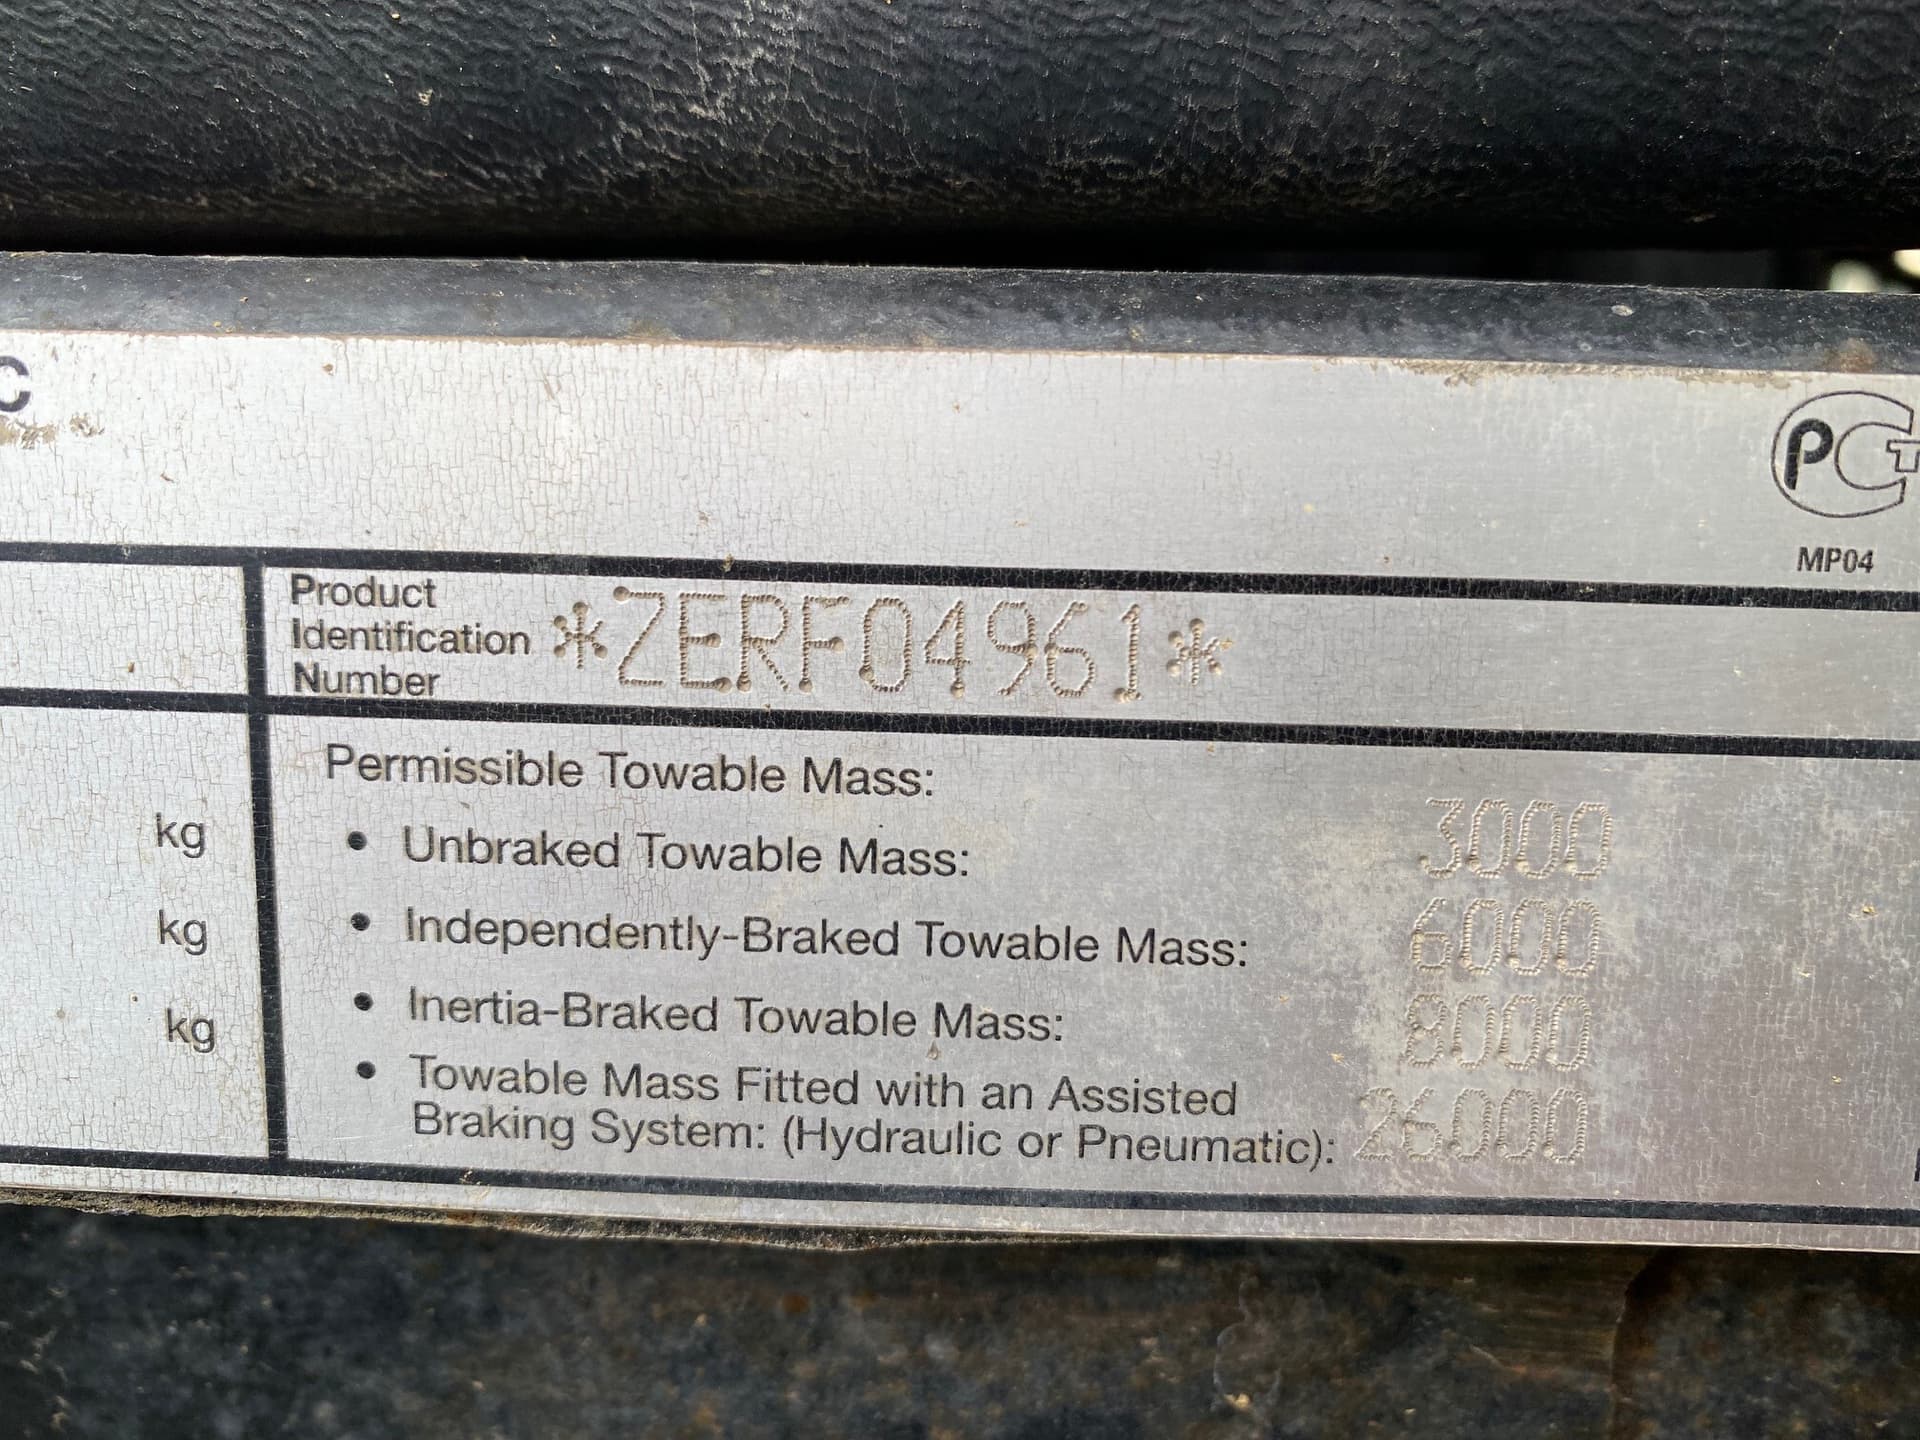 C
PCT
MP04
Product
Identification
Number
*ZERF04961*
Permissible Towable Mass:
kg
• Unbraked Towable Mass: 3000
kg
• Independently-Braked Towable Mass: 6000
kg
• Inertia-Braked Towable Mass: 8000
• Towable Mass Fitted with an Assisted
Braking System: (Hydraulic or Pneumatic): 26000